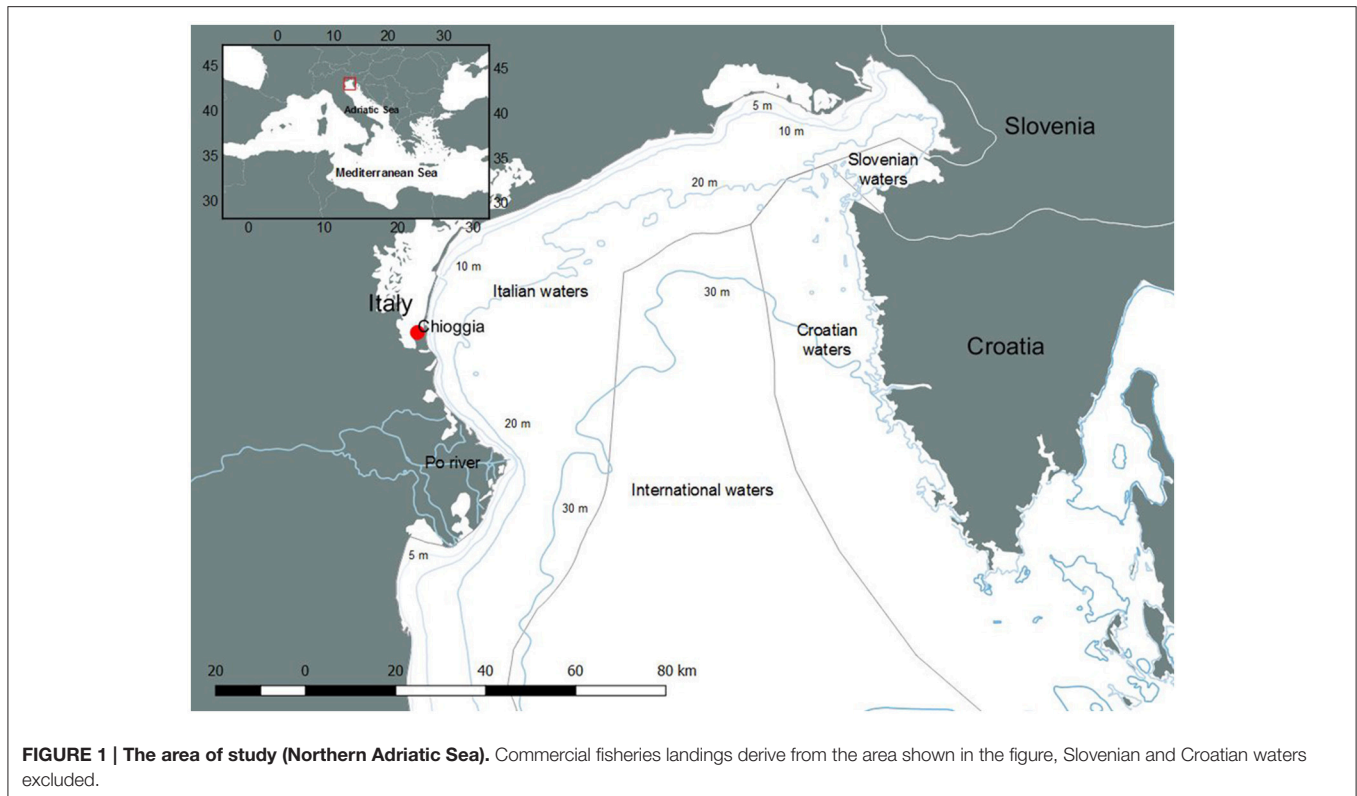 0 10 20 30
45 45
40 40
35 35
30 30
0 10 20 30
Adriatic Sea
Mediterranean Sea
5 m
10 m
Slovenia
Slovenian
waters
20 m
10 m
Italian waters
30 m
Italy
Chioggia
Croatian
waters
Croatia
20 m
Po river
International waters
30 m
5 m
20 0 20 40 60 80 km
FIGURE 1 | The area of study (Northern Adriatic Sea). Commercial fisheries landings derive from the area shown in the figure, Slovenian and Croatian waters
excluded.